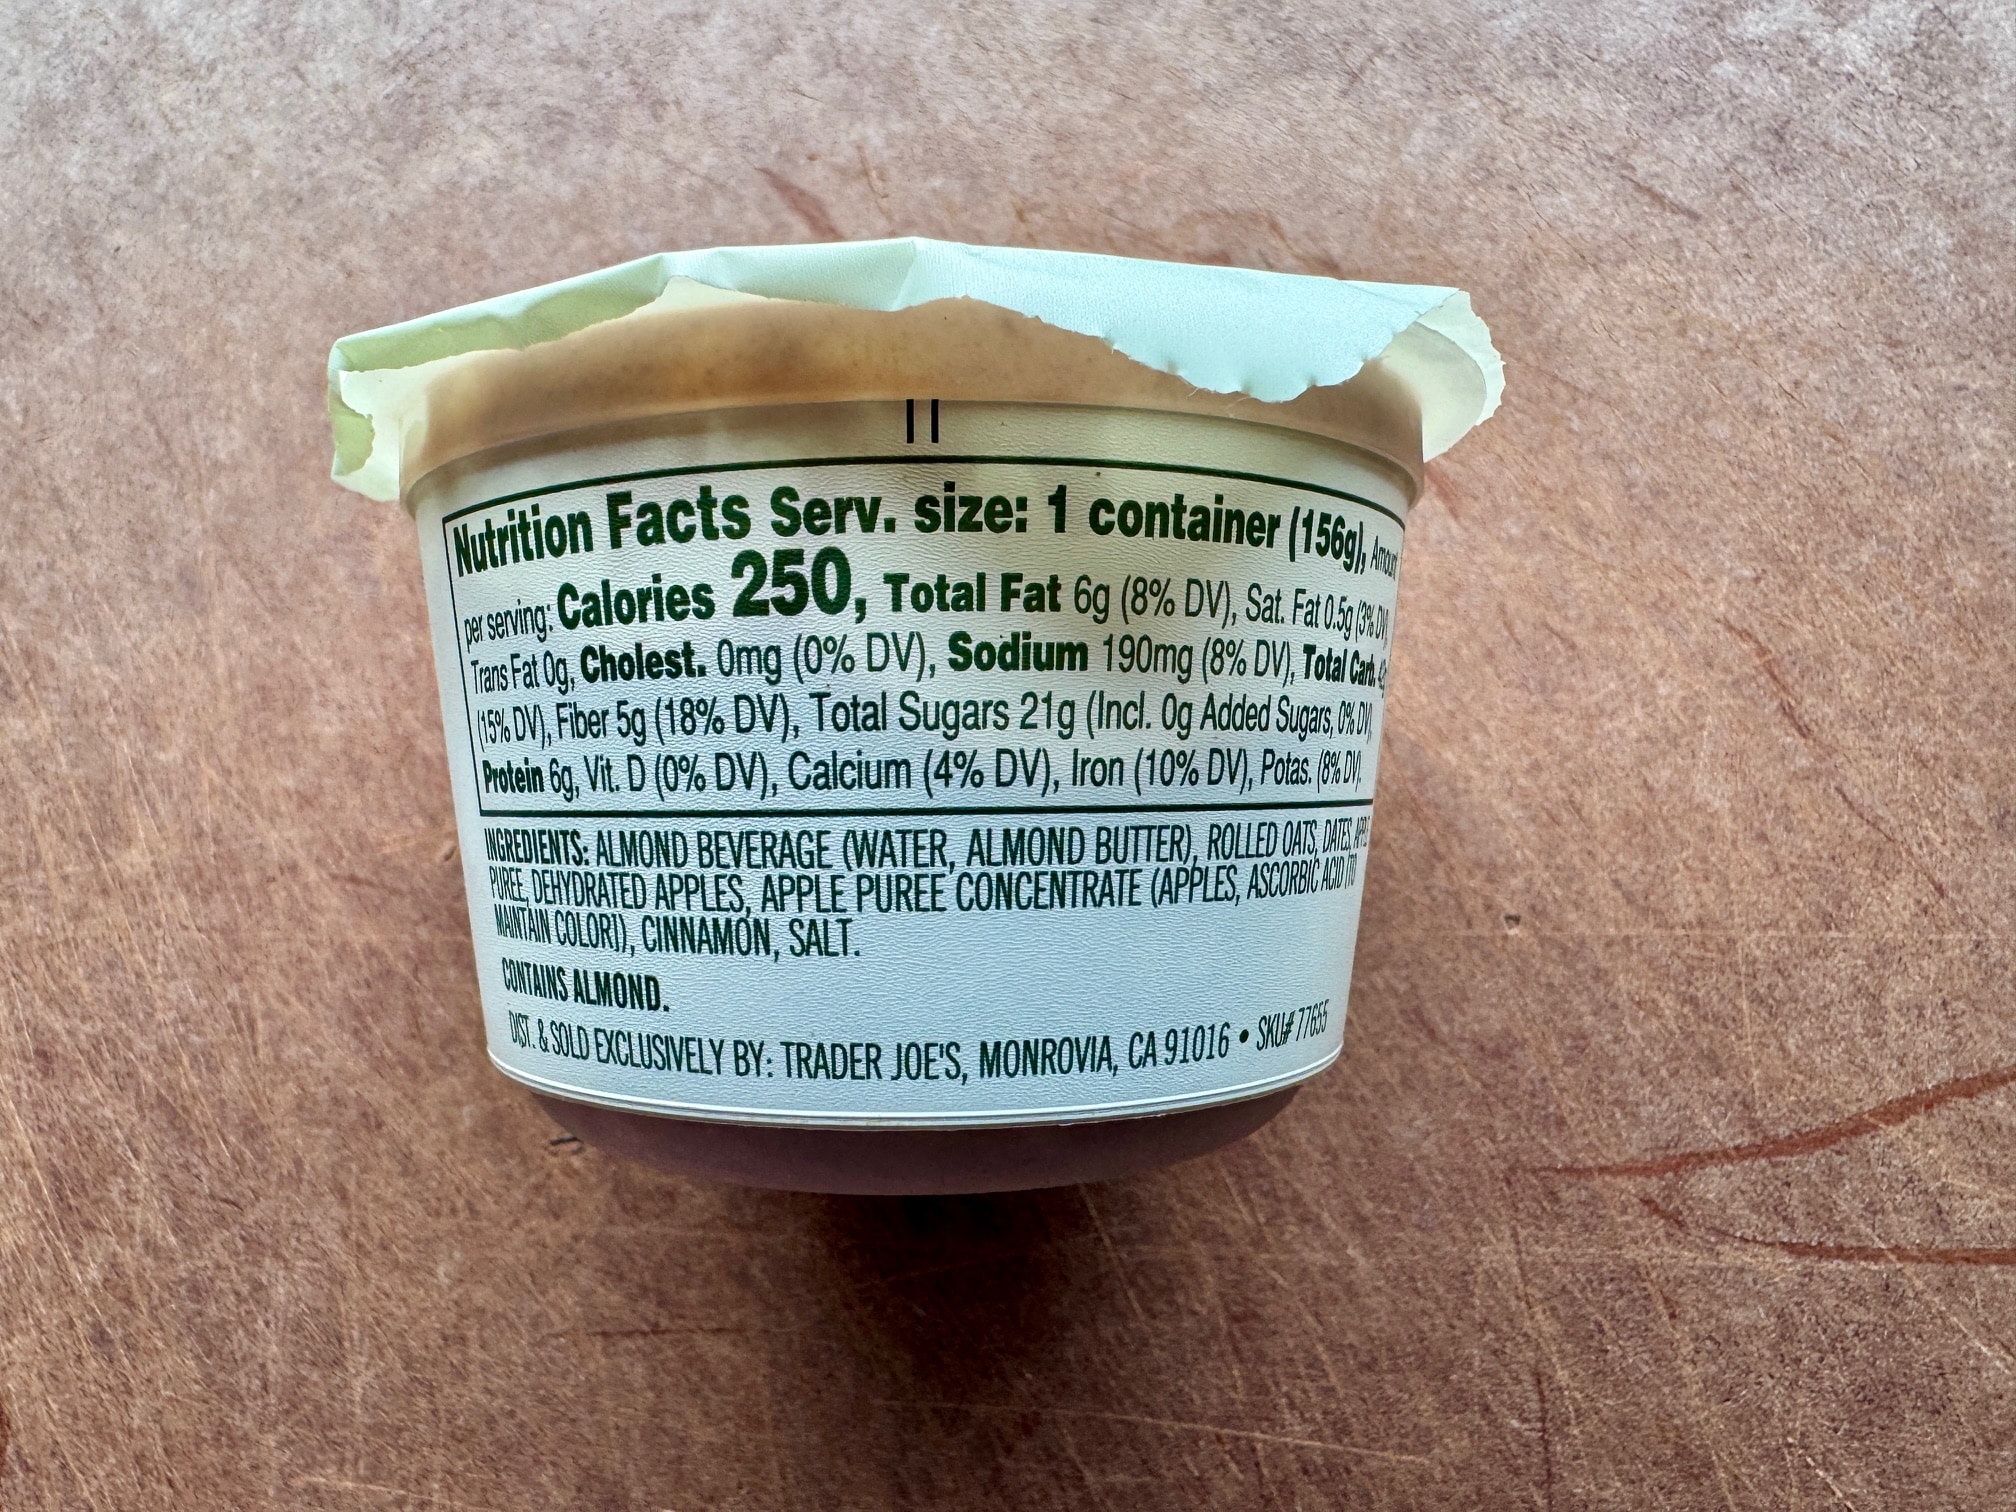 Nutrition Facts Serv. size: 1 container (156g), Amount
per serving: Calories 250, Total Fat 6g (8% DV), Sat. Fat 0.5g (3% DV)
Trans Fat 0g, Cholest. 0mg (0% DV), Sodium 190mg (8% DV), Total Carb.
(15% DV), Fiber 5g (18% DV), Total Sugars 21g (Incl. 0g Added Sugars, 0% DV),
Protein 6g, Vit. D (0% DV), Calcium (4% DV), Iron (10% DV), Potas. (8% DV).
INGREDIENTS: ALMOND BEVERAGE (WATER, ALMOND BUTTER), ROLLED OATS, DATES, APPLE
PUREE, DEHYDRATED APPLES, APPLE PUREE CONCENTRATE (APPLES, ASCORBIC ACID [TO
MAINTAIN COLOR]), CINNAMON, SALT.
CONTAINS ALMOND.
DIST. & SOLD EXCLUSIVELY BY: TRADER JOE'S, MONROVIA, CA 91016 • SKU# 77655